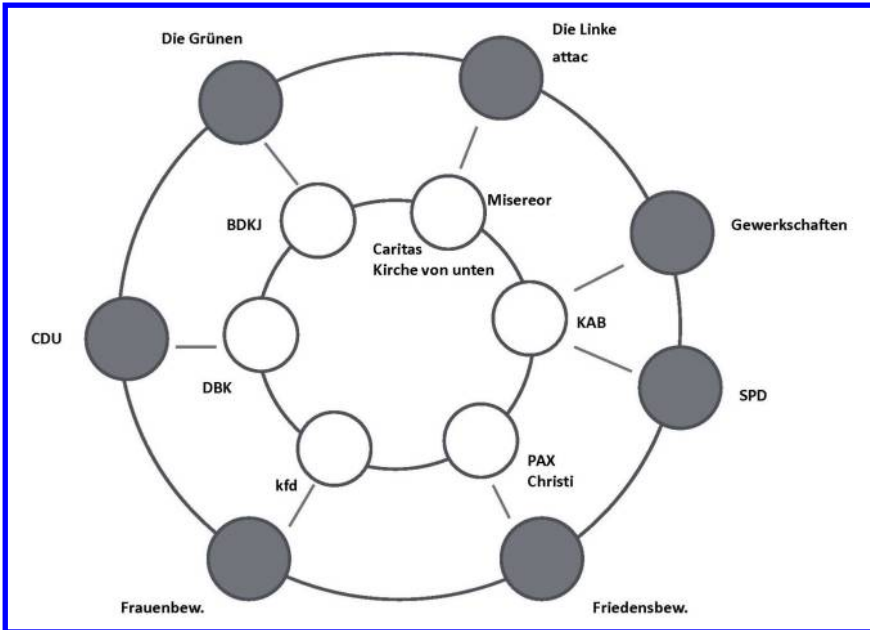 Die Grünen
Die Linke
attac
BDKJ
Misereor
Caritas
Kirche von unten
Gewerkschaften
CDU
KAB
DBK
SPD
kfd
PAX
Christi
Frauenbew.
Friedensbew.